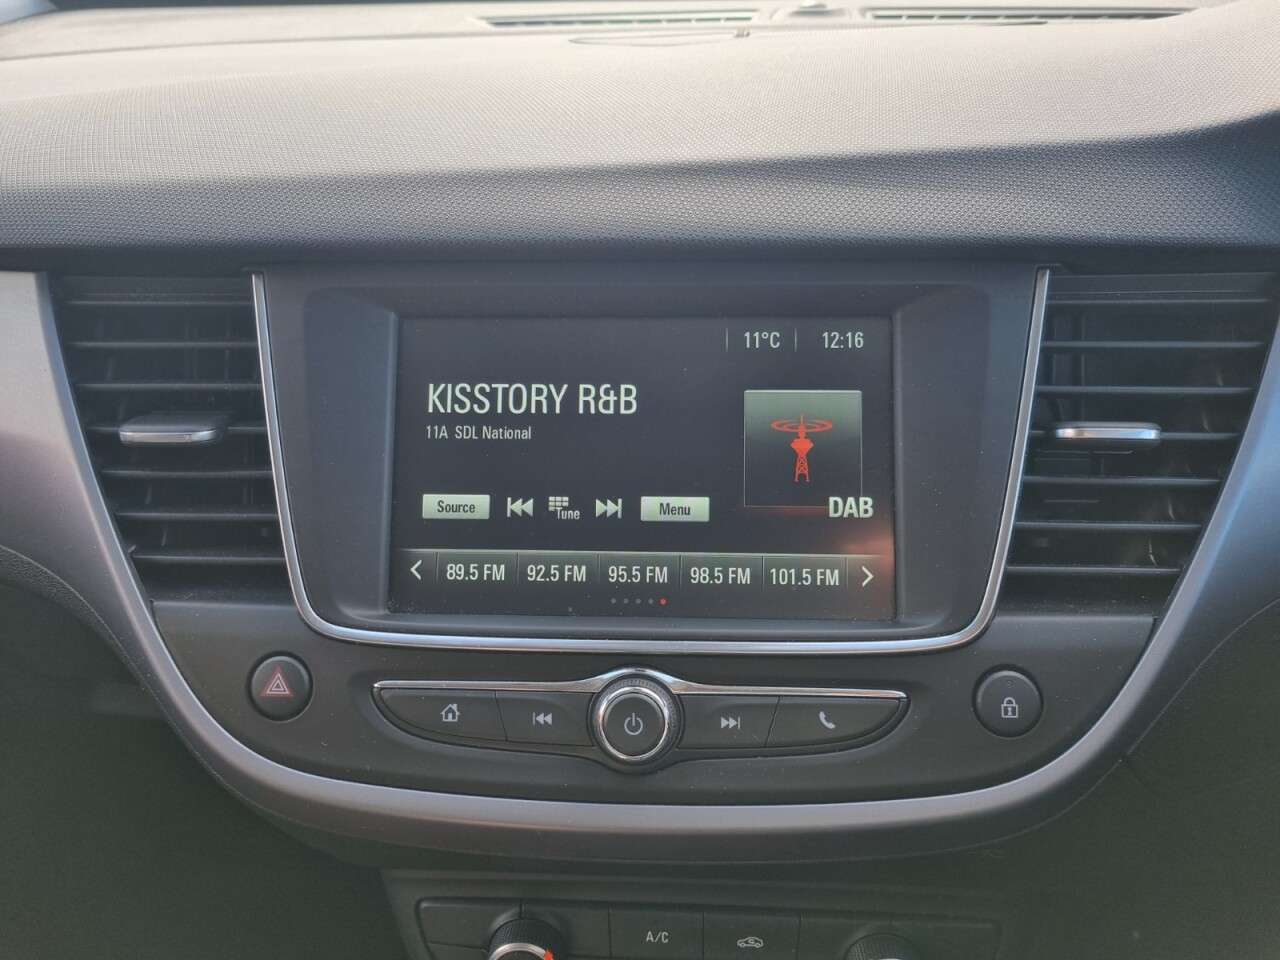 11°C 12:16
KISSTORY R&B
11A SDL National
DAB
Source Tune Menu
89.5 FM 92.5 FM 95.5 FM 98.5 FM 101.5 FM
A/C